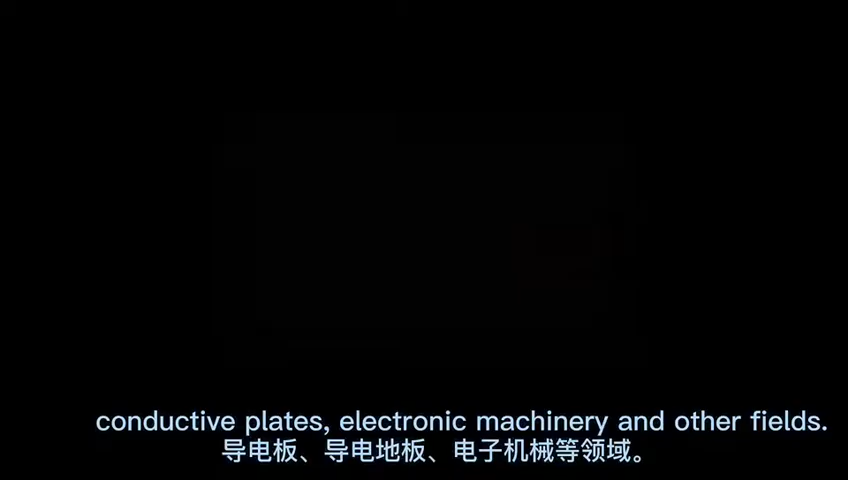 conductive plates, electronic machinery and other fields.
导电板、导电地板、电子机械等领域。